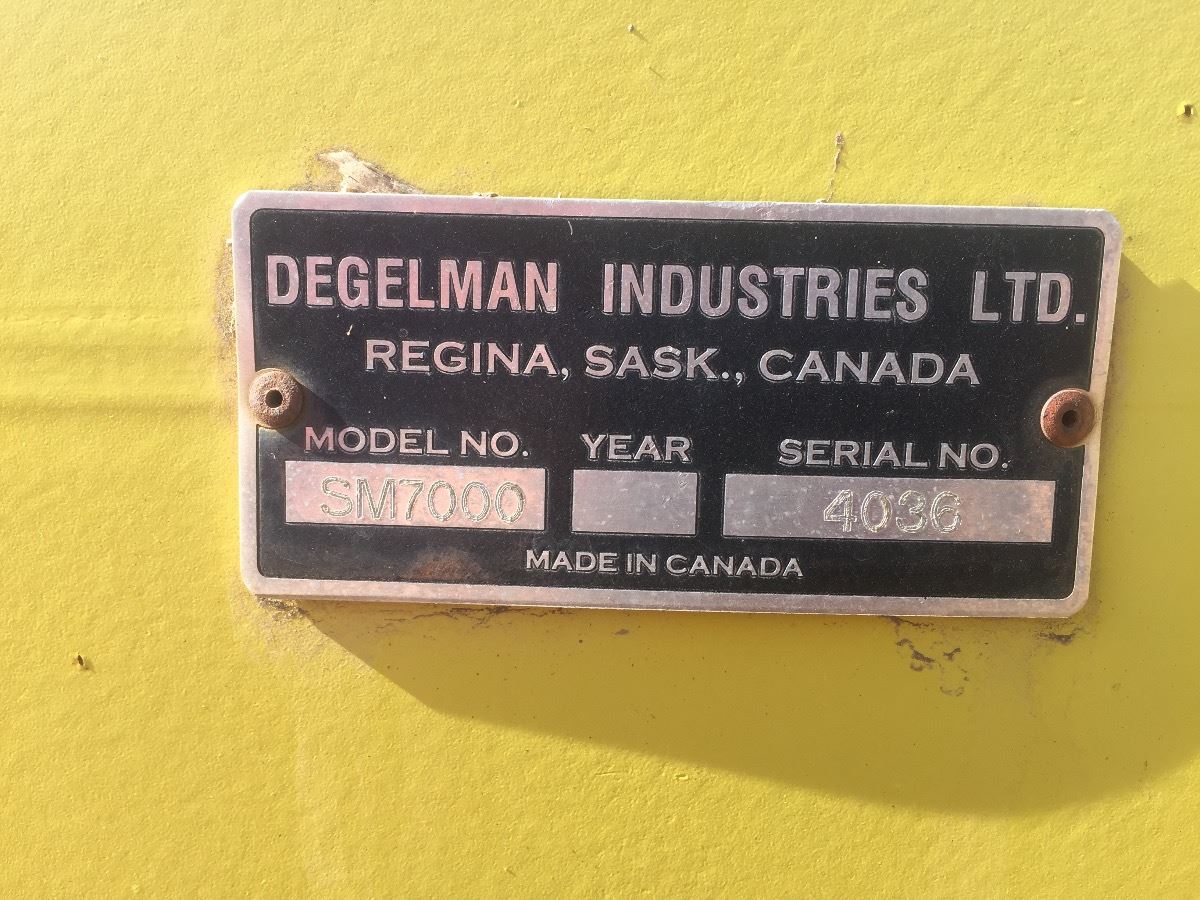 DEGELMAN INDUSTRIES LTD.
REGINA, SASK., CANADA
MODEL NO. YEAR SERIAL NO.
SM7000 4036
MADE IN CANADA